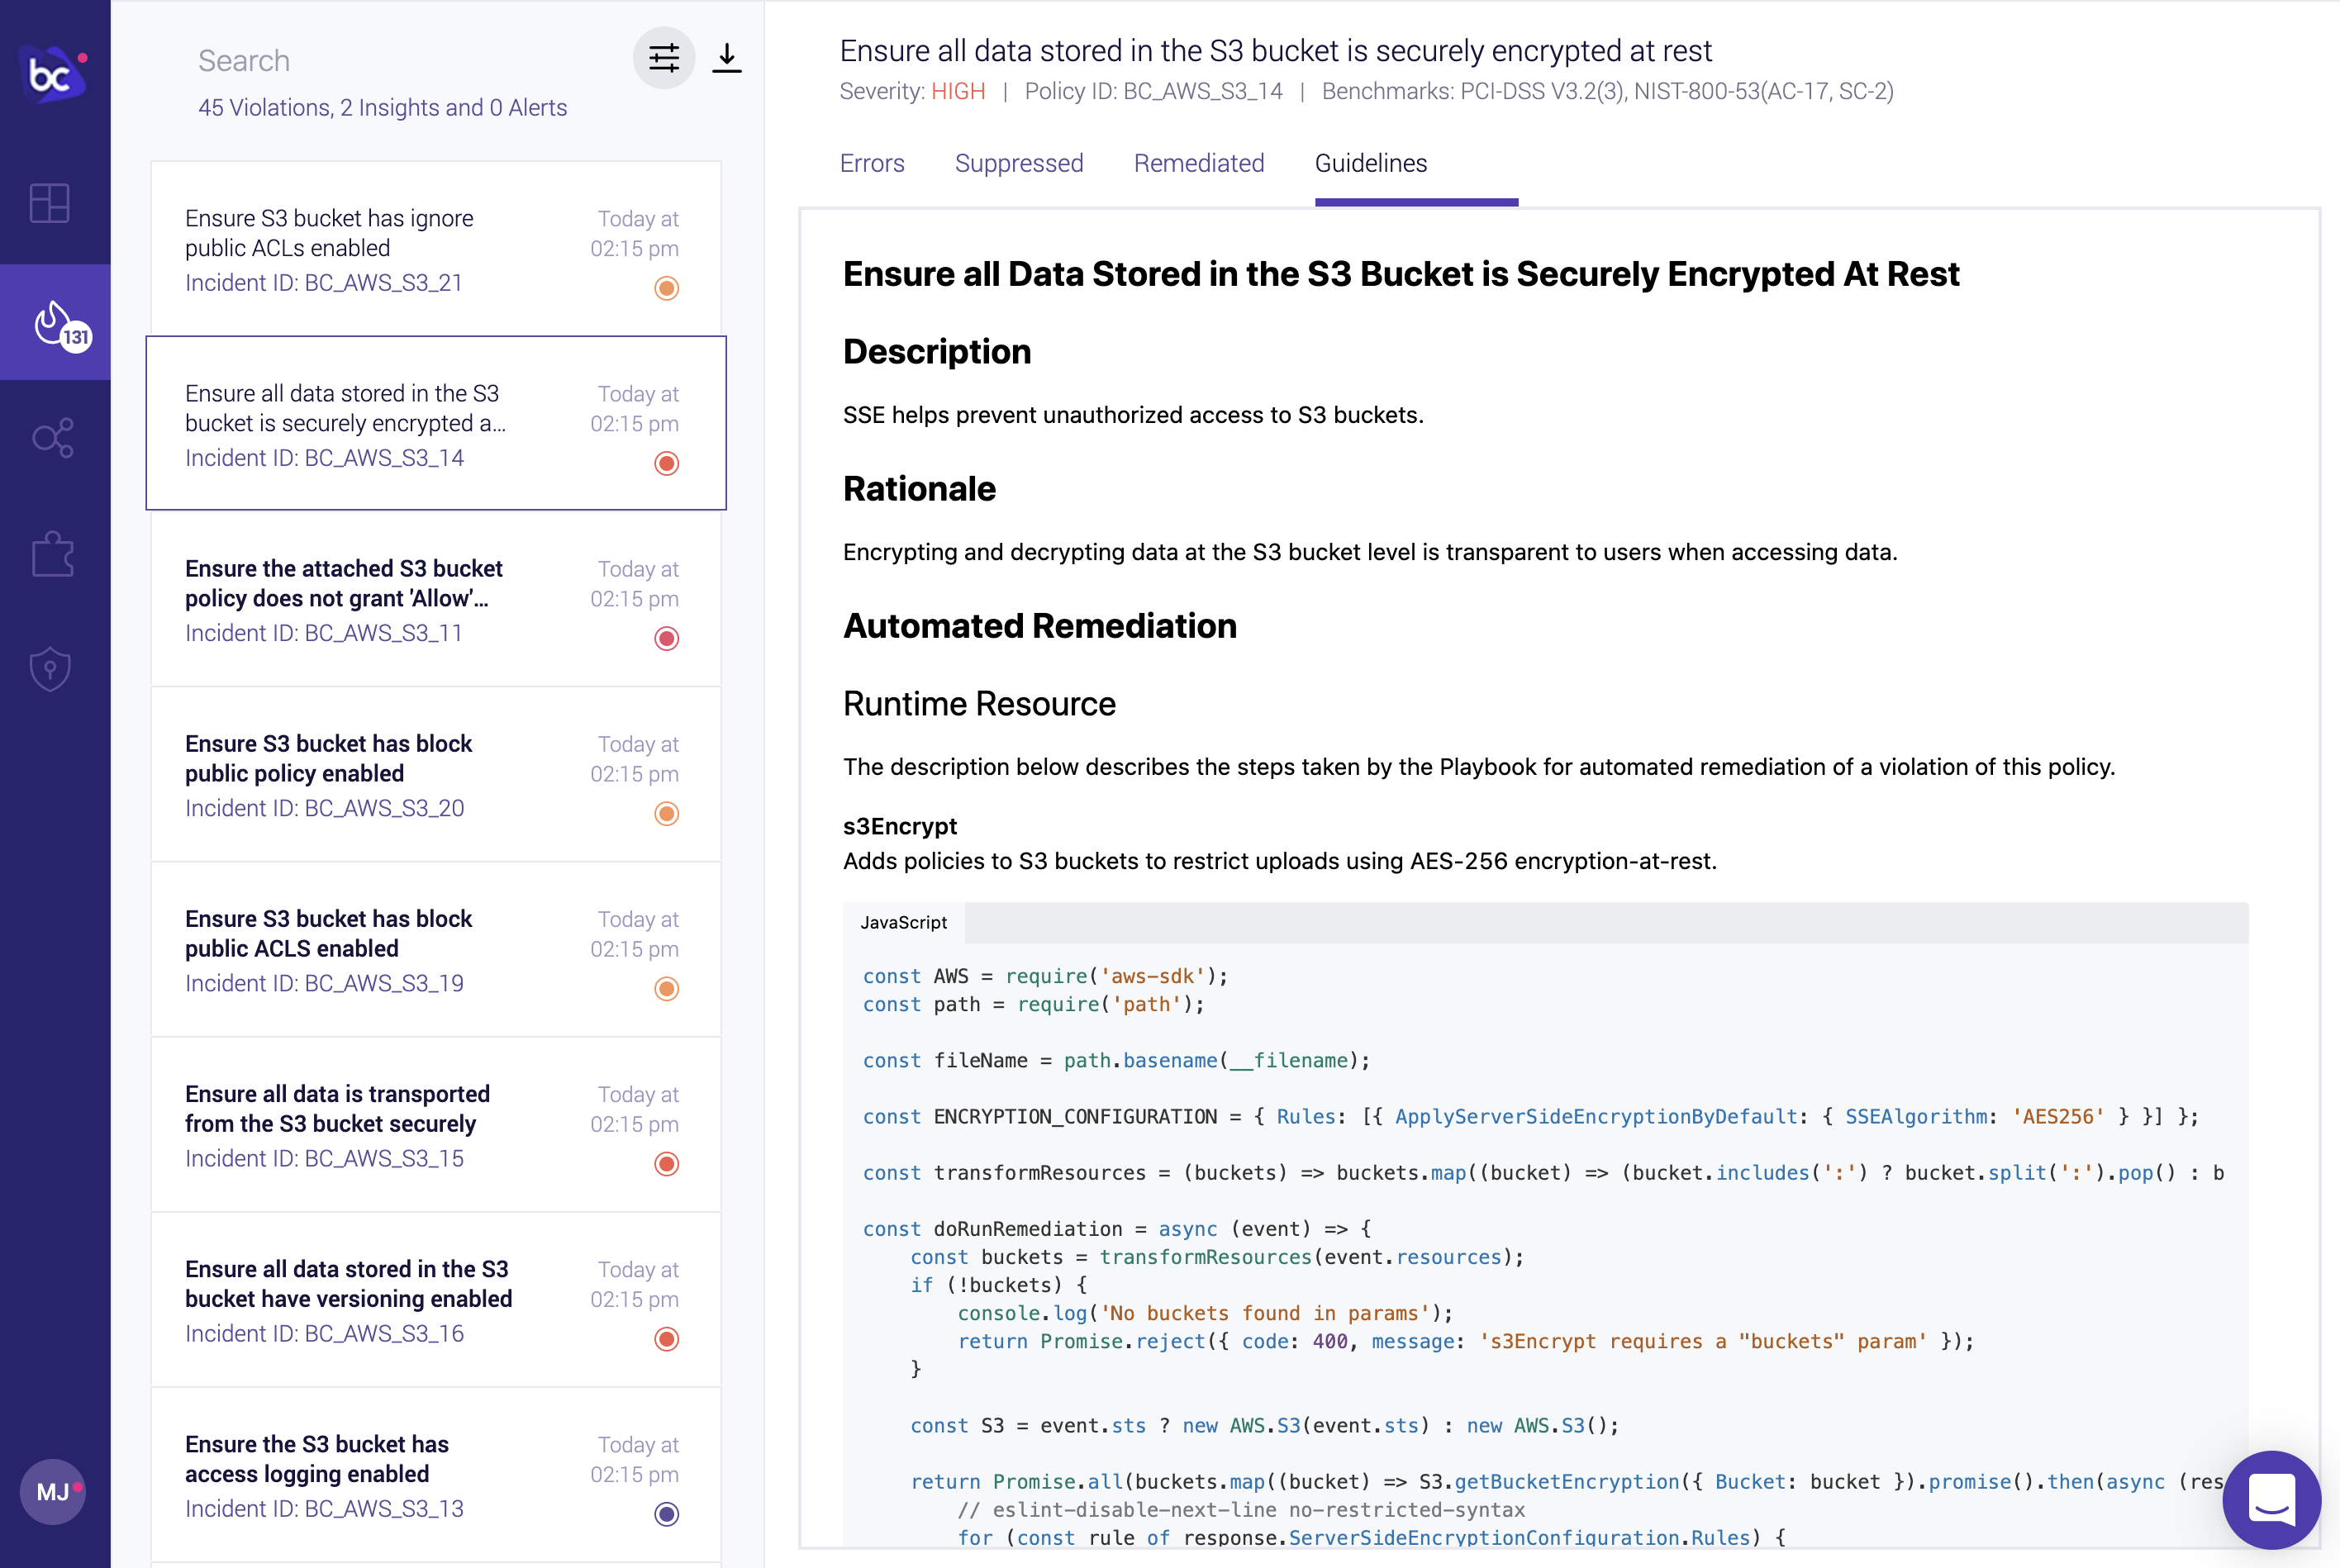 bc
131
MJ
Search
45 Violations, 2 Insights and 0 Alerts
Ensure S3 bucket has ignore
public ACLs enabled
Incident ID: BC_AWS_S3_21
Today at
02:15 pm
Ensure all data stored in the S3
bucket is securely encrypted a...
Incident ID: BC_AWS_S3_14
Today at
02:15 pm
Ensure the attached S3 bucket
policy does not grant 'Allow'...
Incident ID: BC_AWS_S3_11
Today at
02:15 pm
Ensure S3 bucket has block
public policy enabled
Incident ID: BC_AWS_S3_20
Today at
02:15 pm
Ensure S3 bucket has block
public ACLS enabled
Incident ID: BC_AWS_S3_19
Today at
02:15 pm
Ensure all data is transported
from the S3 bucket securely
Incident ID: BC_AWS_S3_15
Today at
02:15 pm
Ensure all data stored in the S3
bucket have versioning enabled
Incident ID: BC_AWS_S3_16
Today at
02:15 pm
Ensure the S3 bucket has
access logging enabled
Incident ID: BC_AWS_S3_13
Today at
02:15 pm
Ensure all data stored in the S3 bucket is securely encrypted at rest
Severity: HIGH | Policy ID: BC_AWS_S3_14 | Benchmarks: PCI-DSS V3.2(3), NIST-800-53(AC-17, SC-2)
Errors Suppressed Remediated Guidelines
Ensure all Data Stored in the S3 Bucket is Securely Encrypted At Rest
Description
SSE helps prevent unauthorized access to S3 buckets.
Rationale
Encrypting and decrypting data at the S3 bucket level is transparent to users when accessing data.
Automated Remediation
Runtime Resource
The description below describes the steps taken by the Playbook for automated remediation of a violation of this policy.
s3Encrypt
Adds policies to S3 buckets to restrict uploads using AES-256 encryption-at-rest.
JavaScript
const AWS = require('aws-sdk');
const path = require('path');
const fileName = path.basename(__filename);
const ENCRYPTION_CONFIGURATION = { Rules: [{ ApplyServerSideEncryptionByDefault: { SSEAlgorithm: 'AES256' } }] };
const transformResources = (buckets) => buckets.map((bucket) => (bucket.includes(':') ? bucket.split(':').pop() : b
const doRunRemediation = async (event) => {
    const buckets = transformResources(event.resources);
    if (!buckets) {
        console.log('No buckets found in params');
        return Promise.reject({ code: 400, message: 's3Encrypt requires a "buckets" param' });
    }
    const S3 = event.sts ? new AWS.S3(event.sts) : new AWS.S3();
    return Promise.all(buckets.map((bucket) => S3.getBucketEncryption({ Bucket: bucket }).promise().then(async (res
        // eslint-disable-next-line no-restricted-syntax
        for (const rule of response.ServerSideEncryptionConfiguration.Rules) {